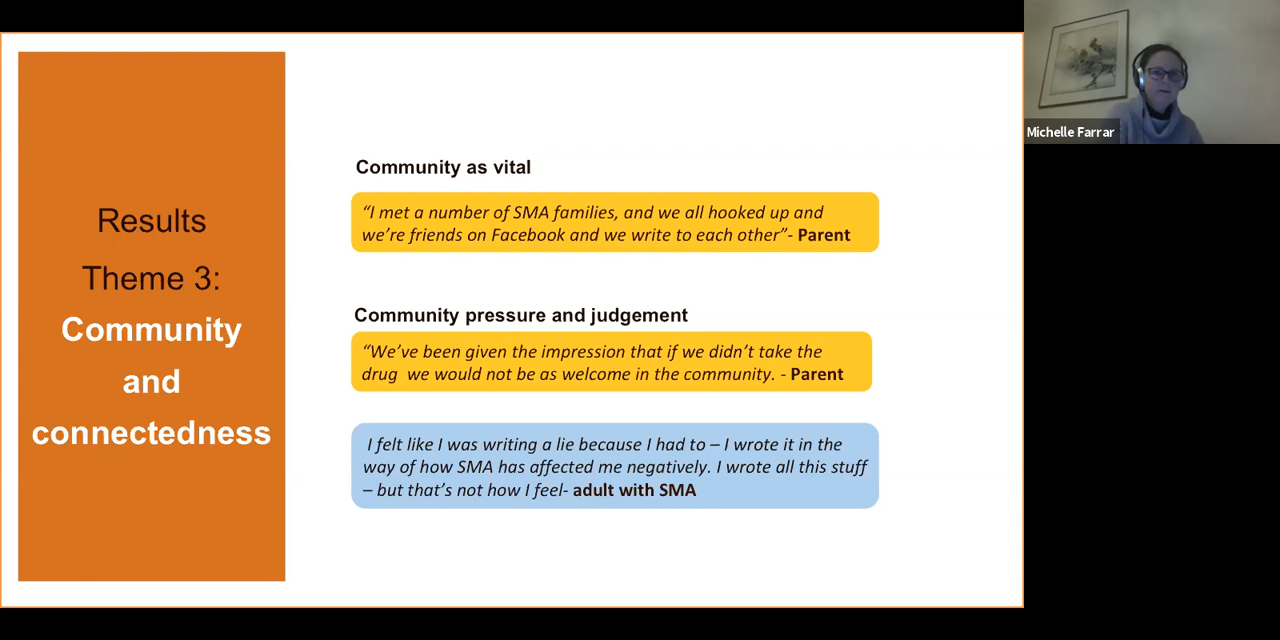 Results
Theme 3:
Community
and
connectedness
Community as vital
“I met a number of SMA families, and we all hooked up and
we’re friends on Facebook and we write to each other”- Parent
Community pressure and judgement
“We’ve been given the impression that if we didn’t take the
drug  we would not be as welcome in the community. - Parent
I felt like I was writing a lie because I had to – I wrote it in the
way of how SMA has affected me negatively. I wrote all this stuff
– but that’s not how I feel- adult with SMA
Michelle Farrar